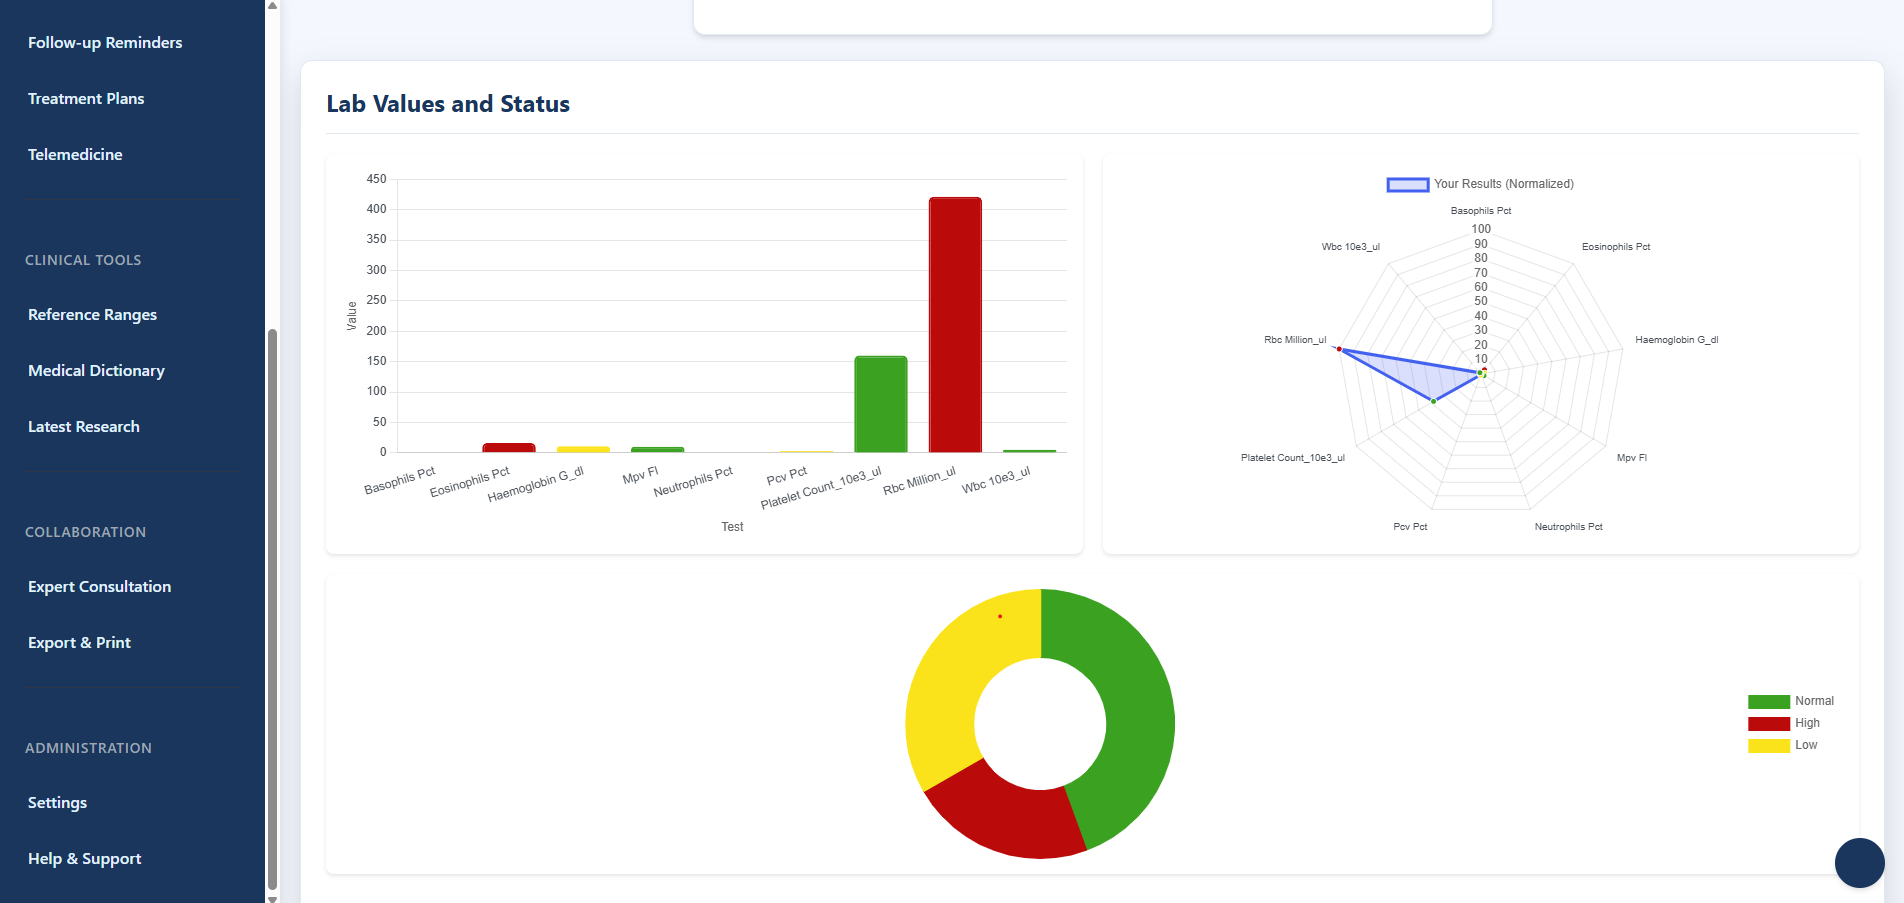 Follow-up Reminders
Treatment Plans
Telemedicine
CLINICAL TOOLS
Reference Ranges
Medical Dictionary
Latest Research
COLLABORATION
Expert Consultation
Export & Print
ADMINISTRATION
Settings
Help & Support
Lab Values and Status
450
400
350
300
250
200
150
100
50
0
Value
Basophils Pct
Eosinophils Pct
Haemoglobin G_dl
Mpv Fl
Neutrophils Pct
Pcv Pct
Platelet Count_10e3_ul
Rbc Million_ul
Wbc 10e3_ul
Test
Your Results (Normalized)
Basophils Pct
Wbc 10e3_ul
Eosinophils Pct
100
90
80
70
60
50
40
30
20
10
Rbc Million_ul
Haemoglobin G_dl
Platelet Count_10e3_ul
Mpv Fl
Pcv Pct
Neutrophils Pct
Normal
High
Low